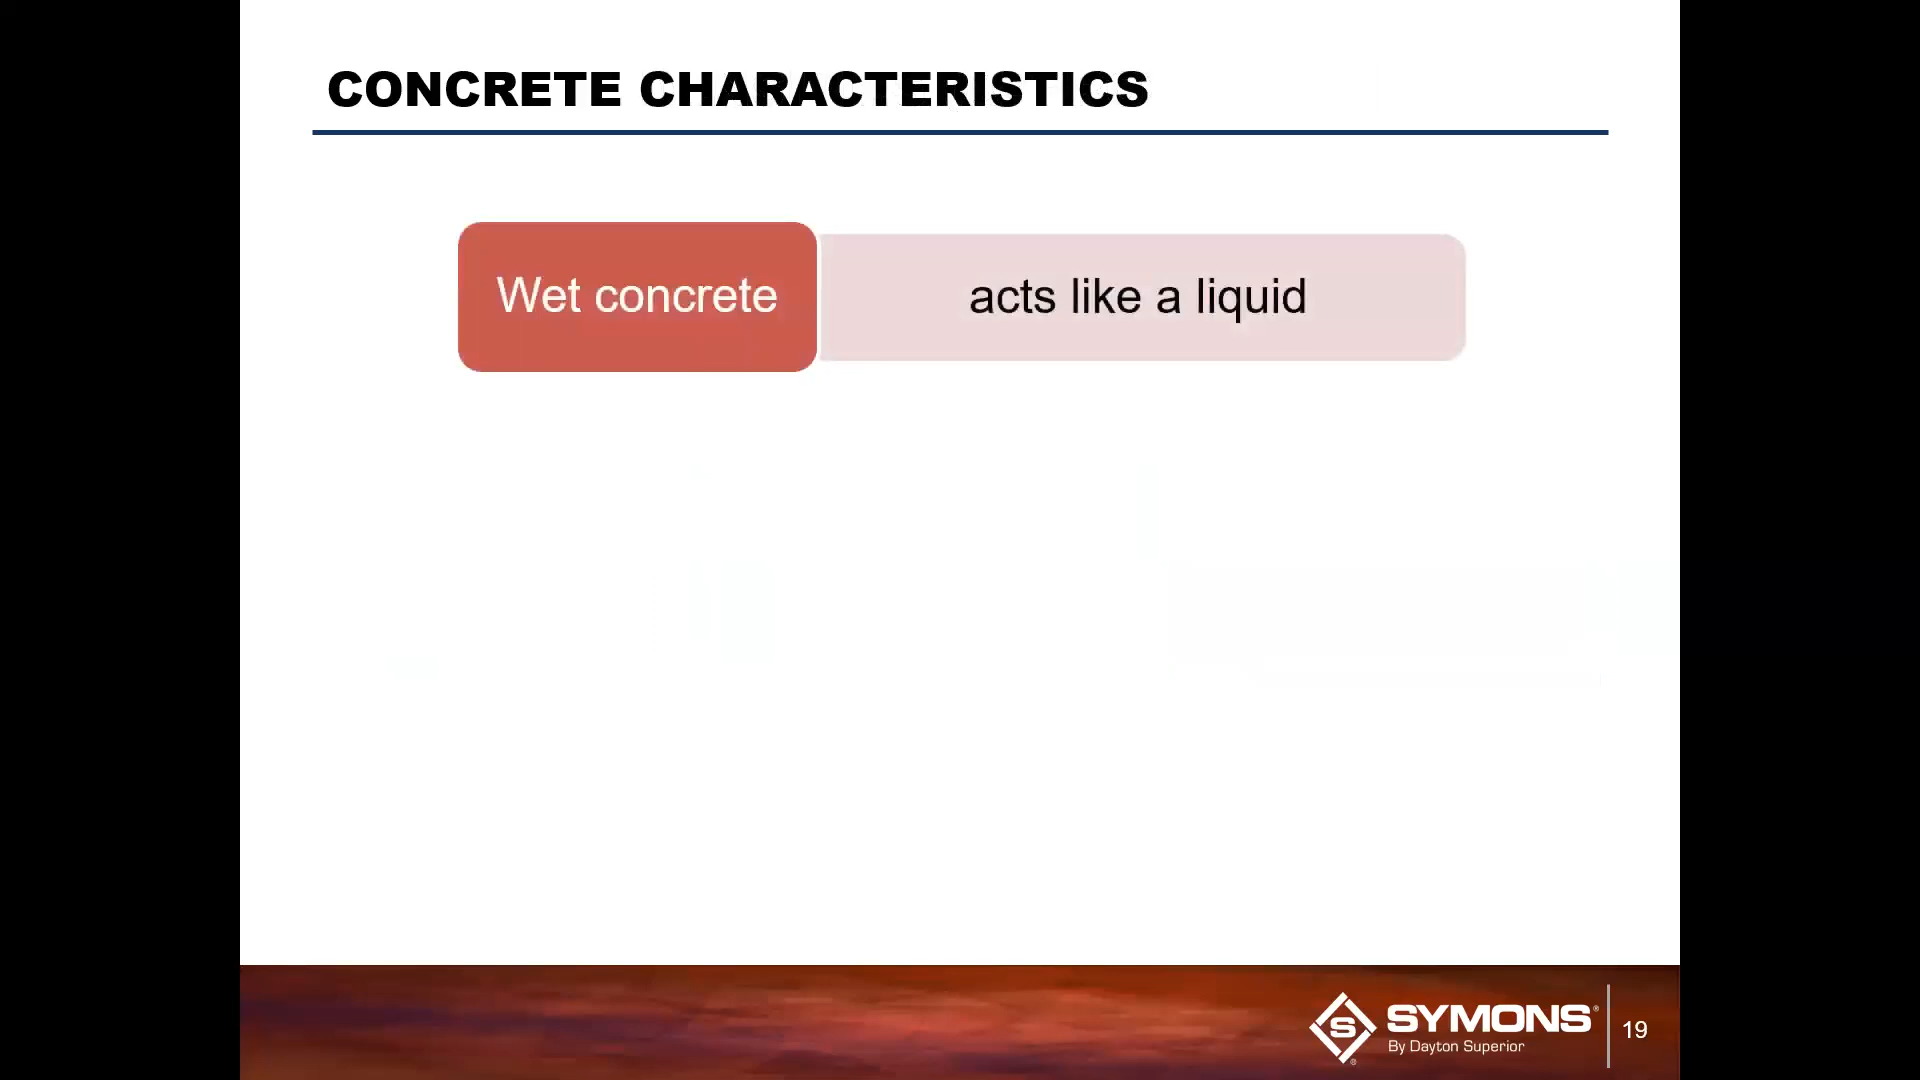 CONCRETE CHARACTERISTICS
Wet concrete
acts like a liquid
S SYMONS®
By Dayton Superior
19